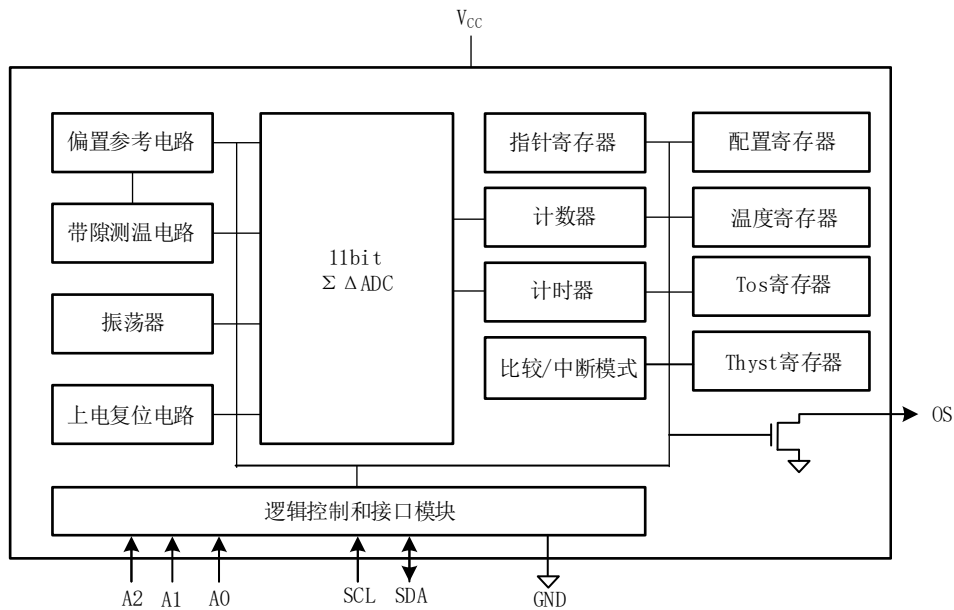 VCC
偏置参考电路
带隙测温电路
振荡器
上电复位电路
11bit
ΣΔADC
指针寄存器
计数器
计时器
比较/中断模式
配置寄存器
温度寄存器
Tos寄存器
Thyst寄存器
OS
逻辑控制和接口模块
A2
A1
A0
SCL
SDA
GND